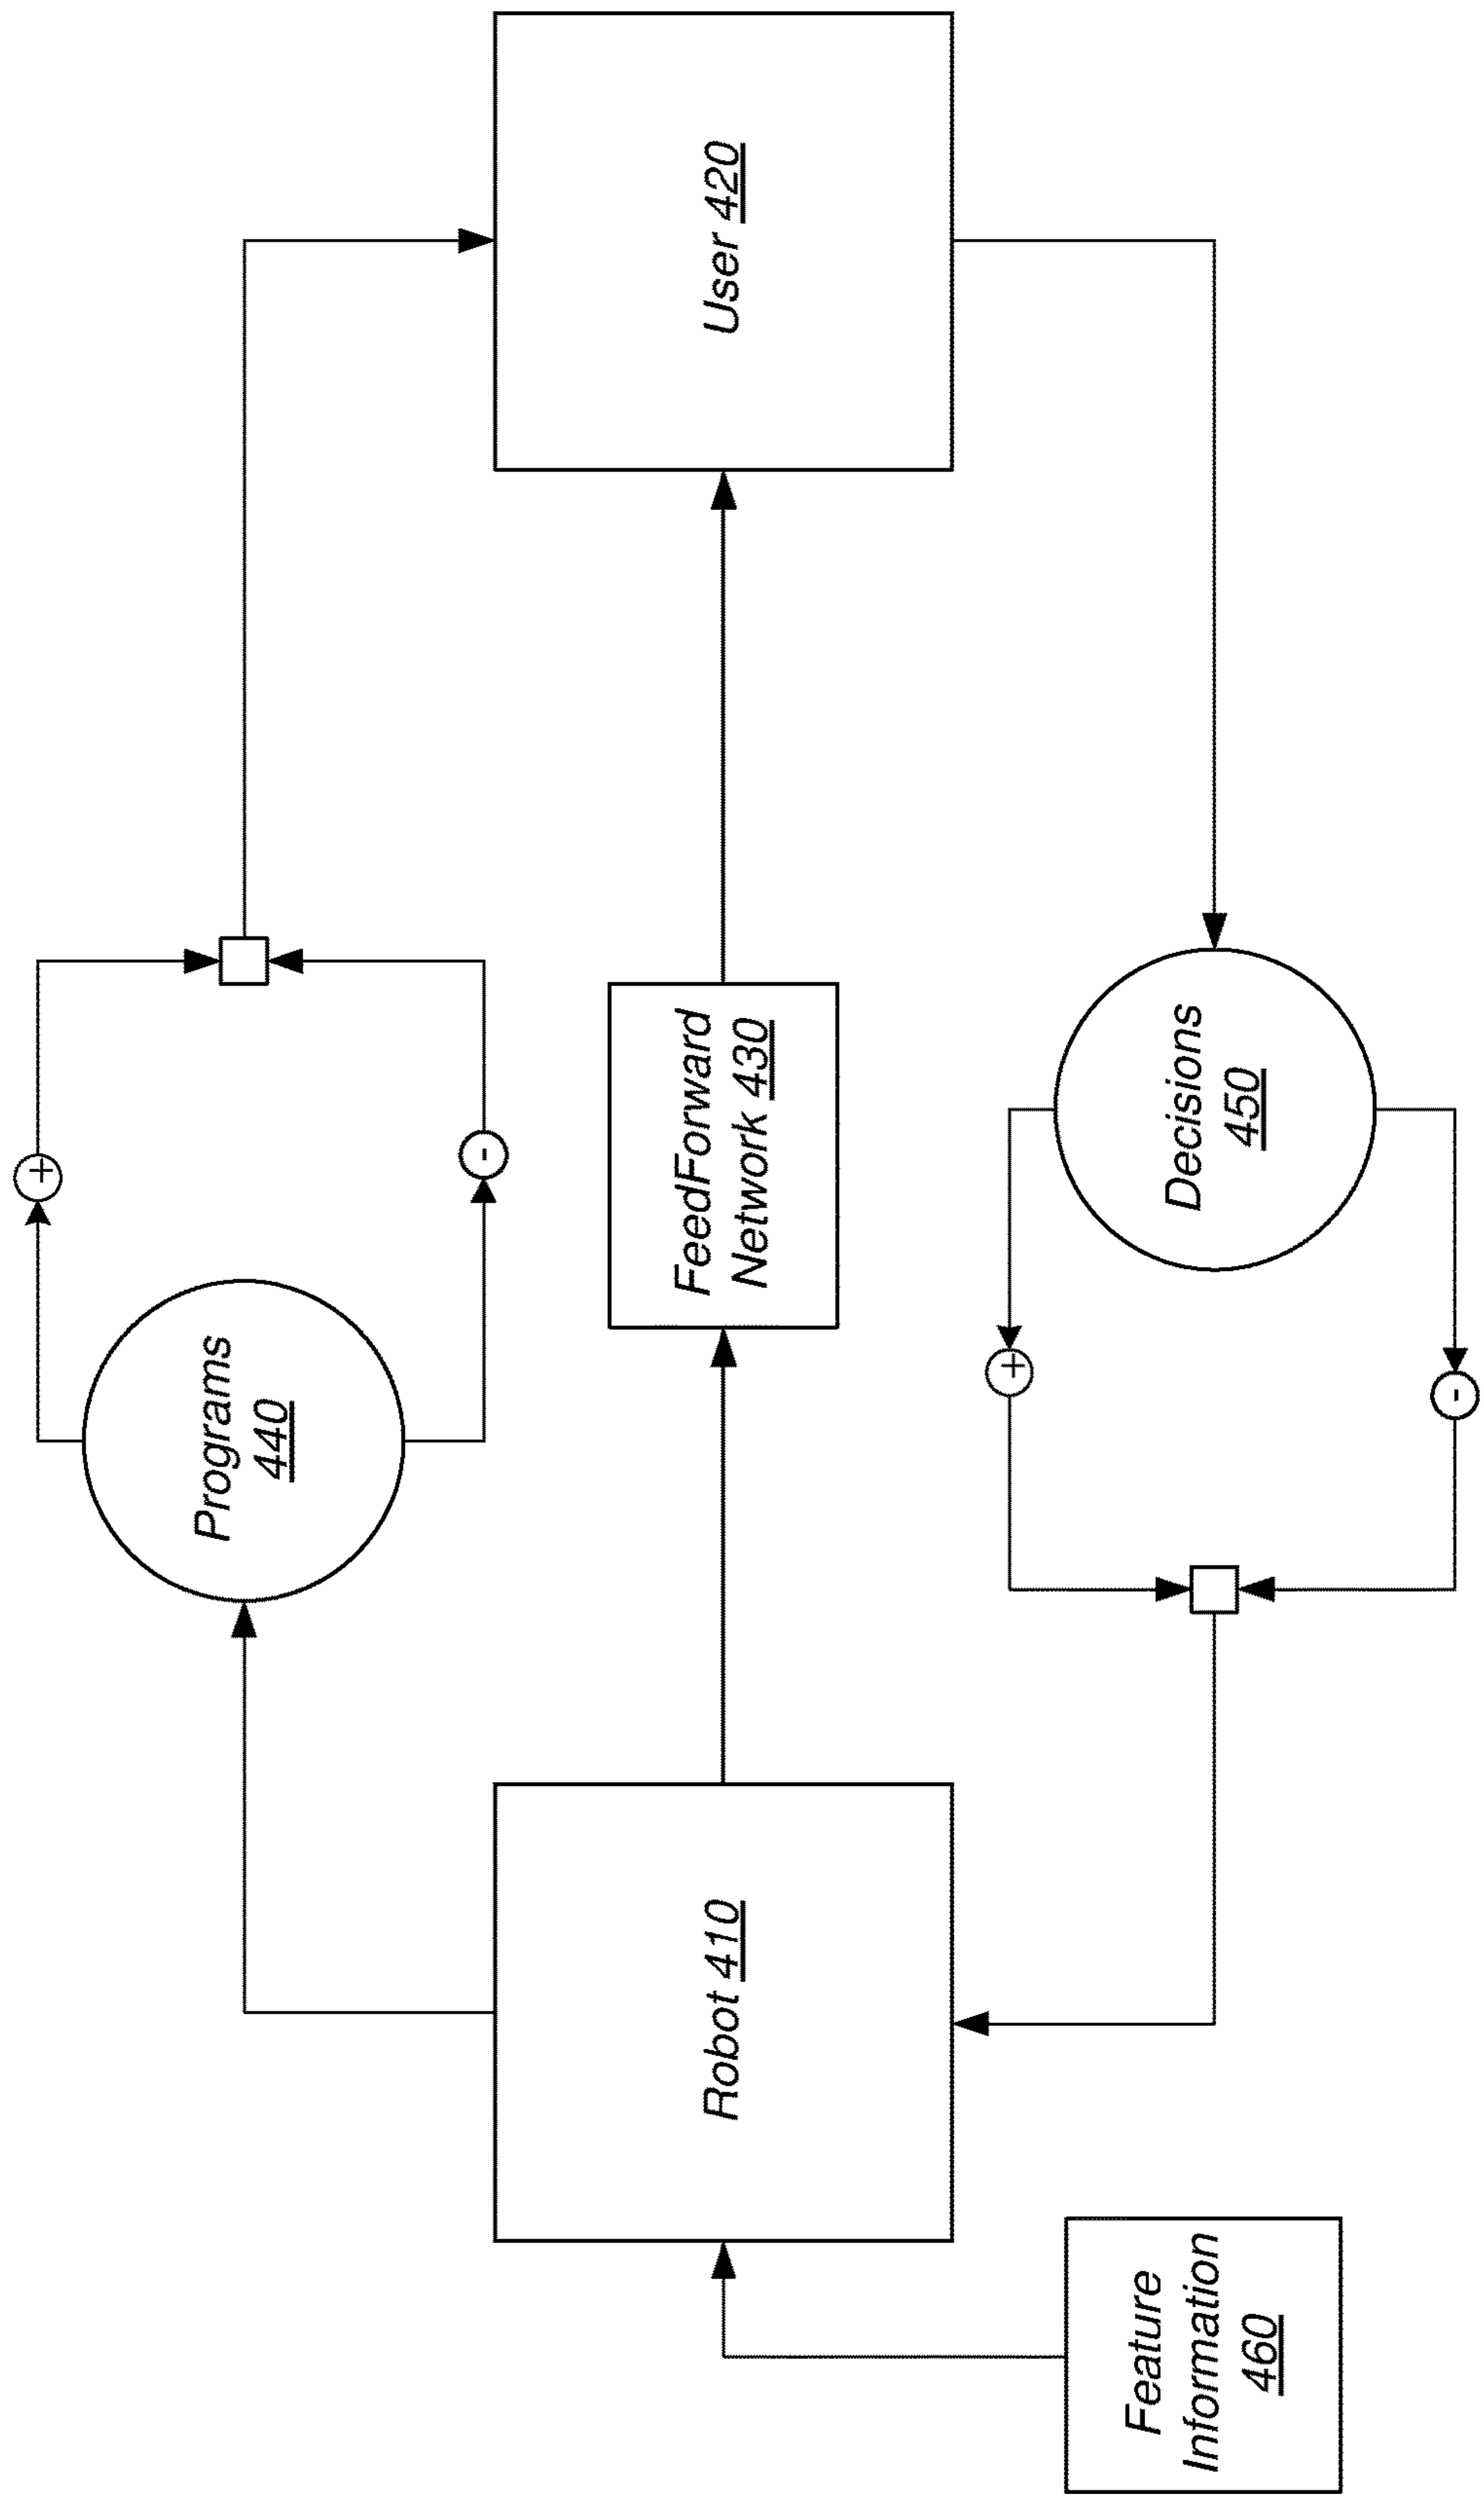 Programs
440
+
-
Feature
Information
460
Robot 410
FeedForward
Network 430
User 420
+
-
Decisions
450